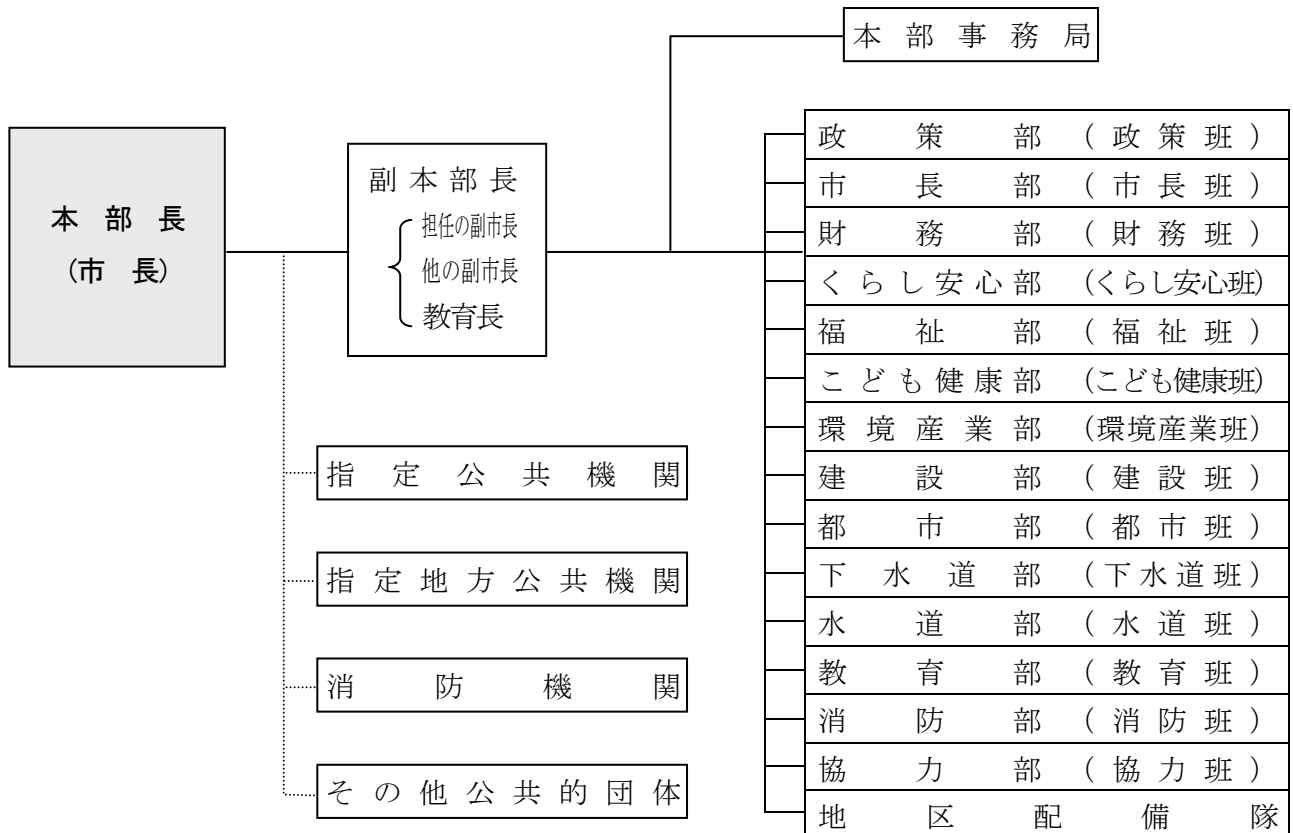 本部事務局
本部長
(市長)
副本部長
担任の副市長
他の副市長
教育長
政策部(政策班)
市長部(市長班)
財務部(財務班)
くらし安心部(くらし安心班)
福祉部(福祉班)
こども健康部(こども健康班)
環境産業部(環境産業班)
建設部(建設班)
都市部(都市班)
下水道部(下水道班)
水道部(水道班)
教育部(教育班)
消防部(消防班)
協力部(協力班)
地区配備隊
指定公共機関
指定地方公共機関
消防機関
その他公共的団体